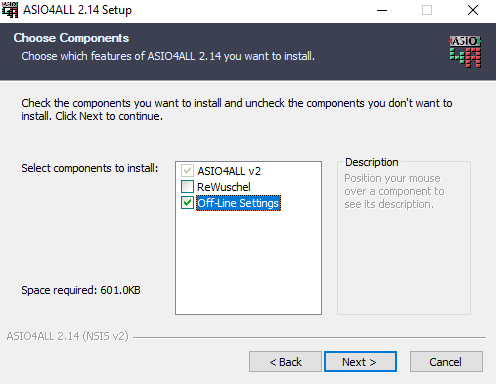 ASIO4ALL 2.14 Setup
Choose Components
Choose which features of ASIO4ALL 2.14 you want to install.
ASIO
Check the components you want to install and uncheck the components you don't want to
install. Click Next to continue.
Select components to install:
ASIO4ALL v2
ReWuschel
Off-Line Settings
Description
Position your mouse
over a component to
see its description.
Space required: 601.0KB
ASIO4ALL 2.14 (NSIS v2)
< Back
Next >
Cancel